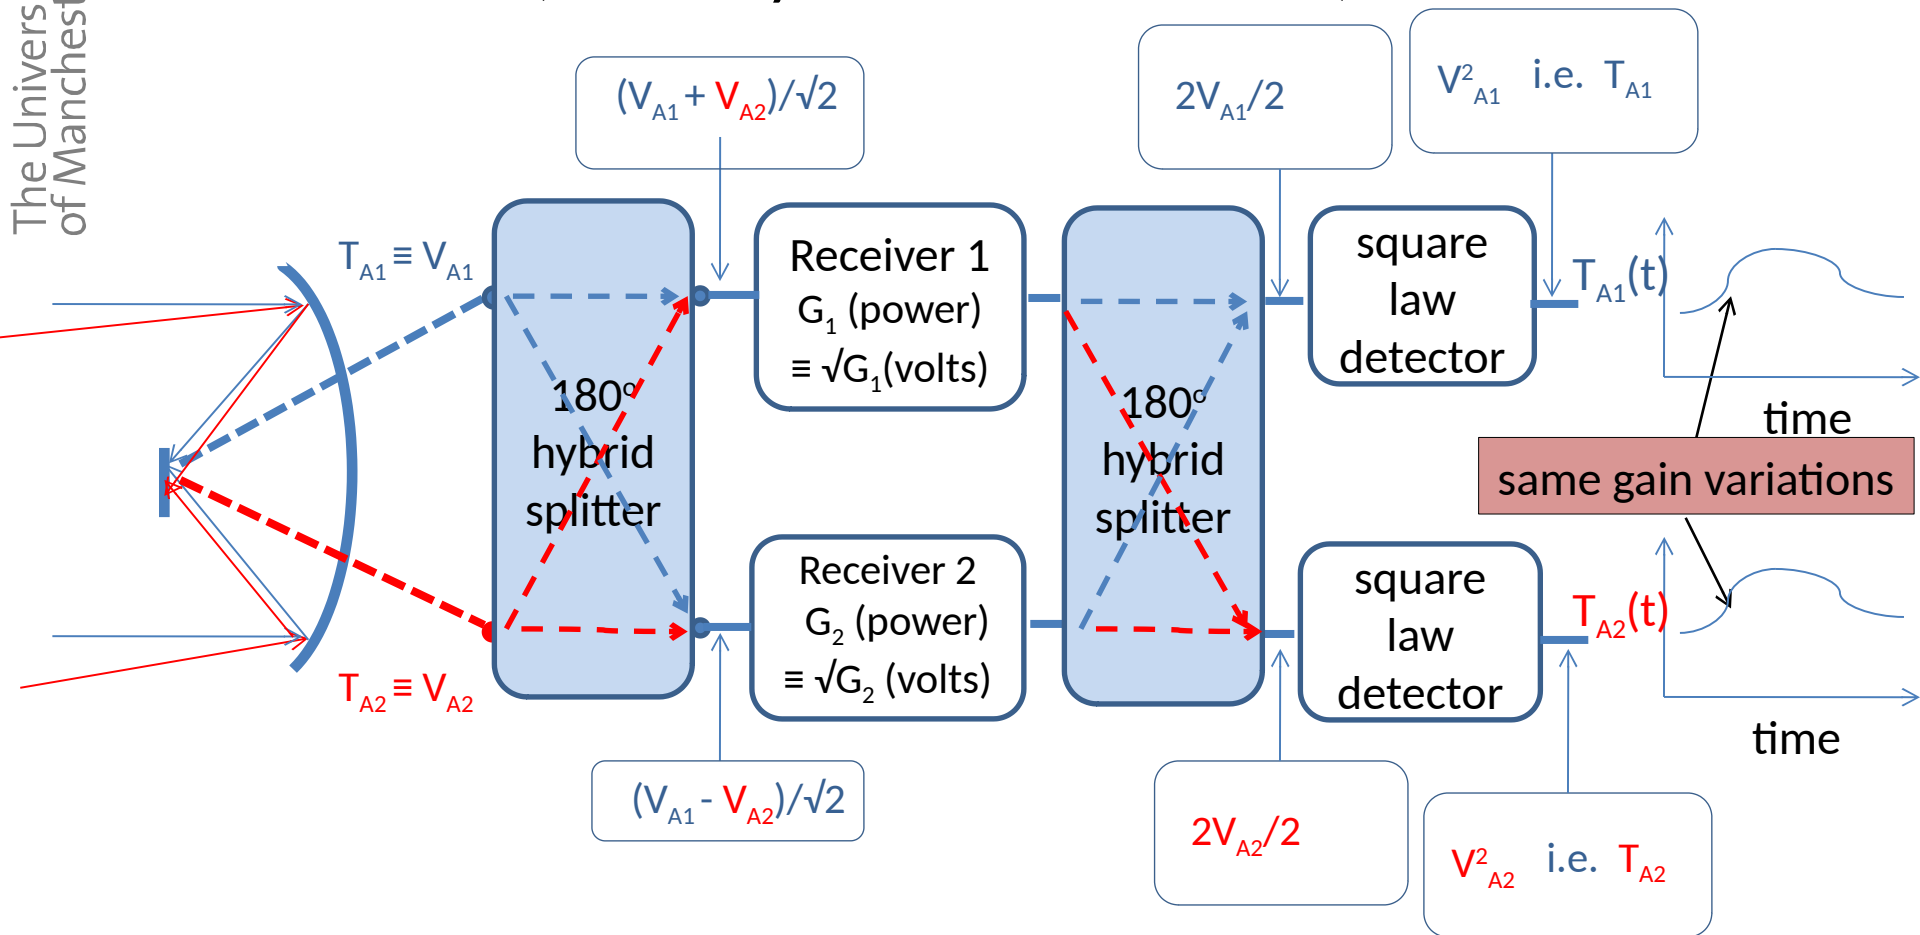 The Univers
of Manchest
(V_A1 + V_A2)/√2
2V_A1/2
V²_A1 i.e. T_A1
T_A1 ≡ V_A1
Receiver 1
G_1 (power)
≡ √G_1(volts)
square
law
detector
T_A1(t)
180º
hybrid
splitter
180º
hybrid
splitter
time
same gain variations
Receiver 2
G_2 (power)
≡ √G_2 (volts)
square
law
detector
T_A2(t)
T_A2 ≡ V_A2
time
(V_A1 - V_A2)/√2
2V_A2/2
V²_A2 i.e. T_A2